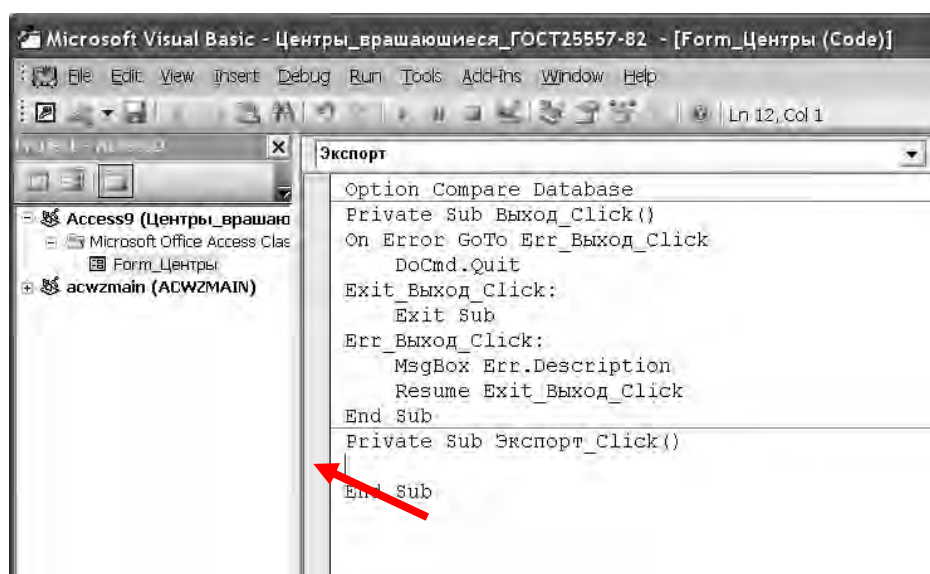 Microsoft Visual Basic - Центры_вращаюшиеся_ГОСТ25557-82 - [Form_Центры (Code)]
File Edit View Insert Debug Run Tools Add-Ins Window Help
Ln 12, Col 1
Экспорт
Access9 (Центры_вращаю
Microsoft Office Access Clas
Form_Центры
acwzmain (ACWZMAIN)
Option Compare Database
Private Sub Выход_Click()
On Error GoTo Err_Выход_Click
DoCmd.Quit
Exit_Выход_Click:
Exit Sub
Err_Выход_Click:
MsgBox Err.Description
Resume Exit_Выход_Click
End Sub
Private Sub Экспорт_Click()
End Sub